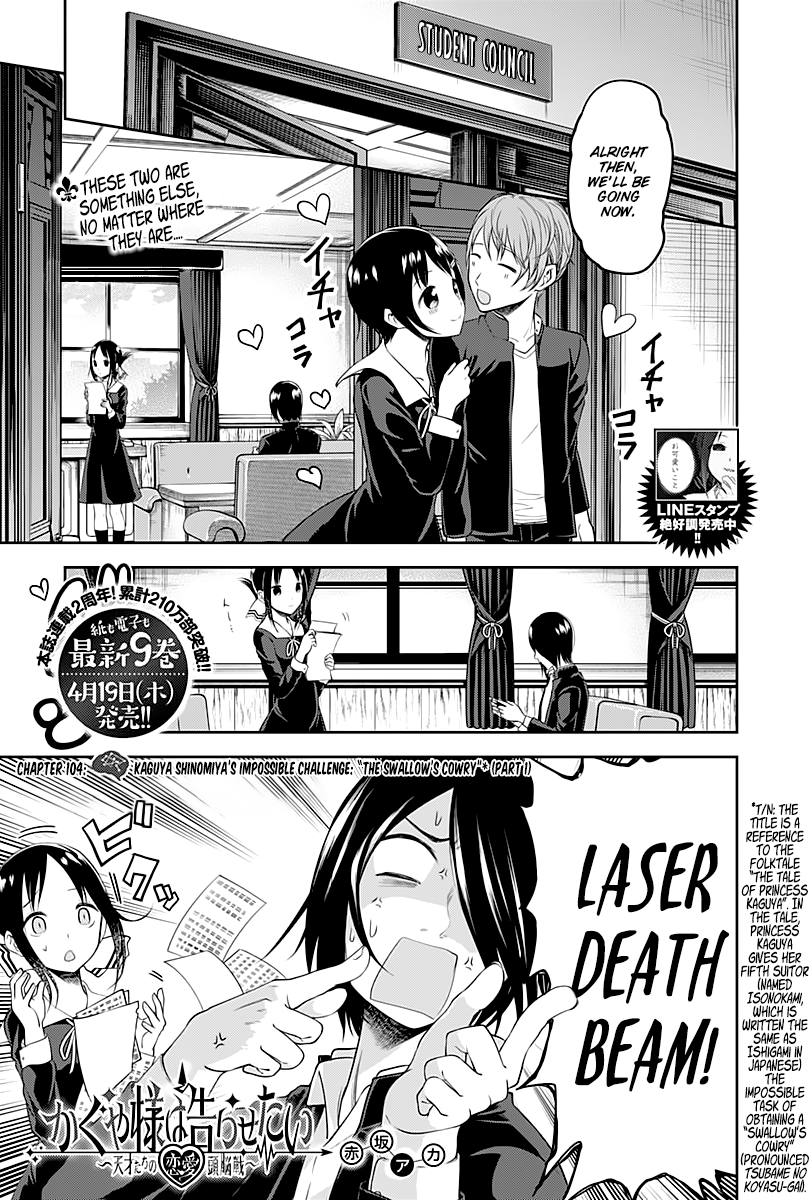 STUDENT COUNCIL
ALRIGHT
THEN,
WE'LL BE
GOING
NOW.
THESE TWO ARE
SOMETHING ELSE,
NO MATTER WHERE
THEY ARE....
イチャ
コラ
イチャ
コラ
お可愛いこと
LINEスタンプ
絶好調発売中
!!
本誌連載2周年!累計210万部突破!!
紙も電子も
最新9巻
4月19日(木)
発売!!
CHAPTER 104: KAGUYA SHINOMIYA'S IMPOSSIBLE CHALLENGE: "THE SWALLOW'S COWRY"* (PART 1)
ビクッ
LASER
DEATH
BEAM!
*T/N: THE
TITLE IS A
REFERENCE
TO THE
FOLKTALE
"THE TALE
OF PRINCESS
KAGUYA". IN
THE TALE,
PRINCESS
KAGUYA
GIVES HER
FIFTH SUITOR
(NAMED
ISONOKAMI,
WHICH IS
WRITTEN THE
SAME AS
ISHIGAMI IN
JAPANESE)
THE
IMPOSSIBLE
TASK OF
OBTAINING A
"SWALLOW'S
COWRY"
(PRONOUNCED
TSUBAME NO
KOYASU-GAI).
かぐや様は告らせたい
~天才たちの恋愛頭脳戦~
赤坂アカ